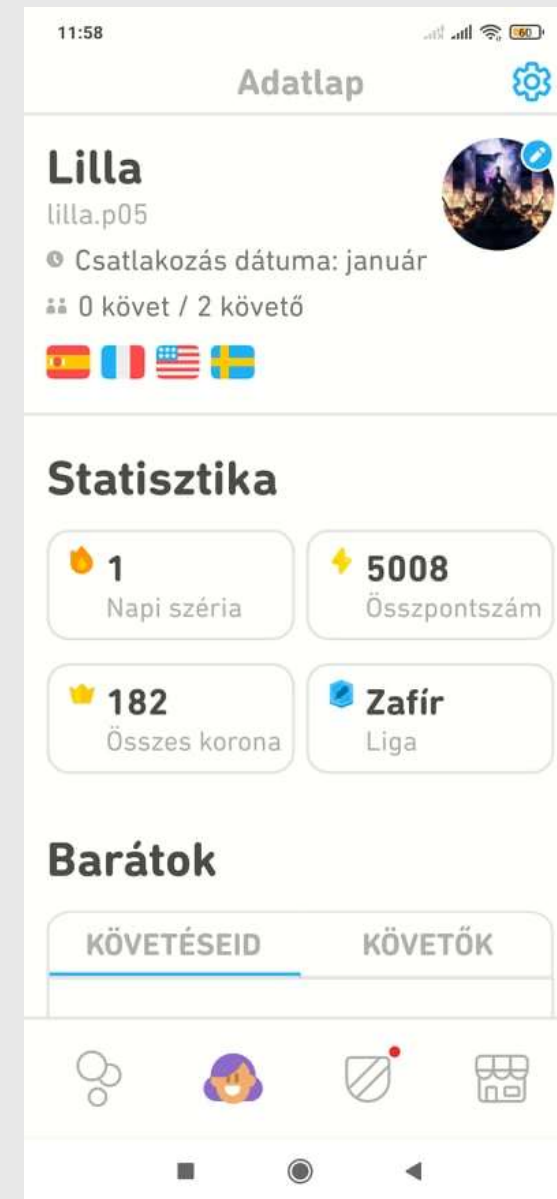 11:58
60
Adatlap
Lilla
lilla.p05
Csatlakozás dátuma: január
0 követ / 2 követő
Statisztika
1
Napi széria
5008
Összpontszám
182
Összes korona
Zafír
Liga
Barátok
KÖVETÉSEID
KÖVETŐK